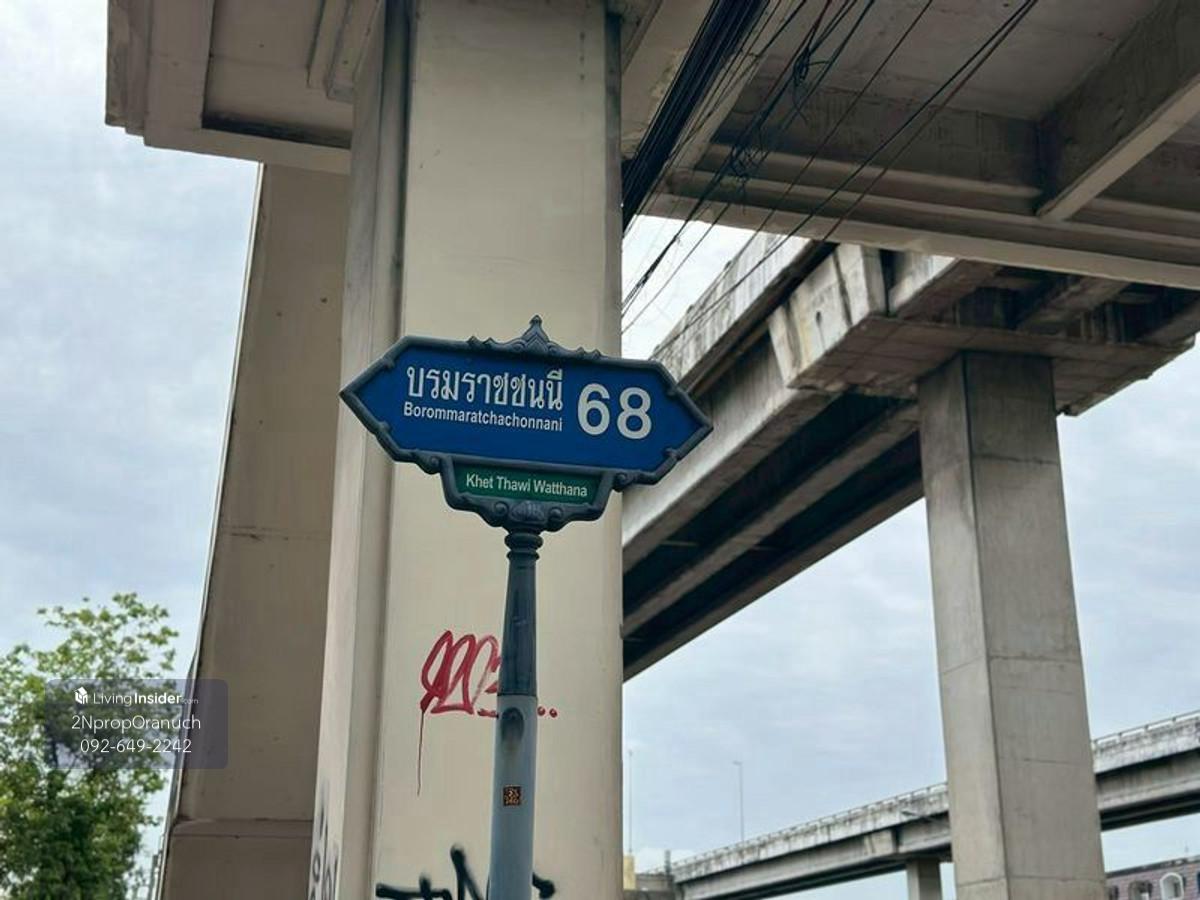 บรมราชชนนี 68
Borommaratchachonnani
Khet Thawi Watthana
LivingInsider.com
2NpropOranuch
092-649-2242